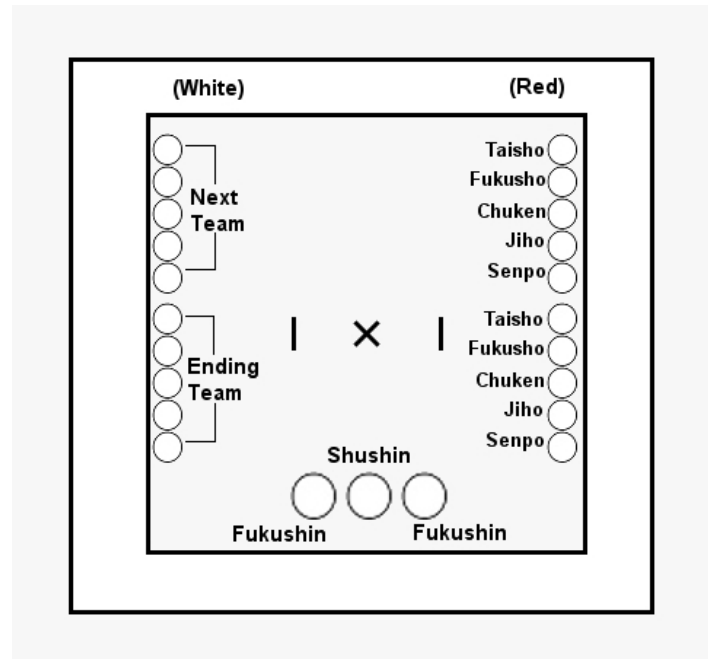 (White)
(Red)
Next
Team
Ending
Team
Taisho
Fukusho
Chuken
Jiho
Senpo
Taisho
Fukusho
Chuken
Jiho
Senpo
Shushin
Fukushin
Fukushin